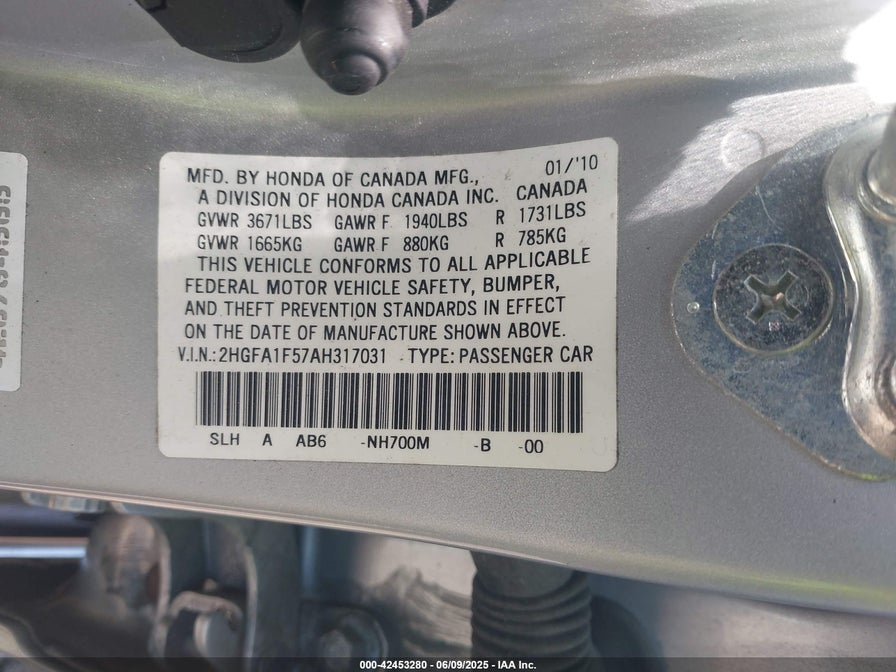 MFD. BY HONDA OF CANADA MFG., 01/'10
A DIVISION OF HONDA CANADA INC. CANADA
GVWR 3671LBS GAWR F 1940LBS R 1731LBS
GVWR 1665KG GAWR F 880KG R 785KG
THIS VEHICLE CONFORMS TO ALL APPLICABLE
FEDERAL MOTOR VEHICLE SAFETY, BUMPER,
AND THEFT PREVENTION STANDARDS IN EFFECT
ON THE DATE OF MANUFACTURE SHOWN ABOVE.
V.I.N.: 2HGFA1F57AH317031 TYPE: PASSENGER CAR
SLH A AB6 -NH700M -B -00
000-42453280 - 06/09/2025 - IAA Inc.